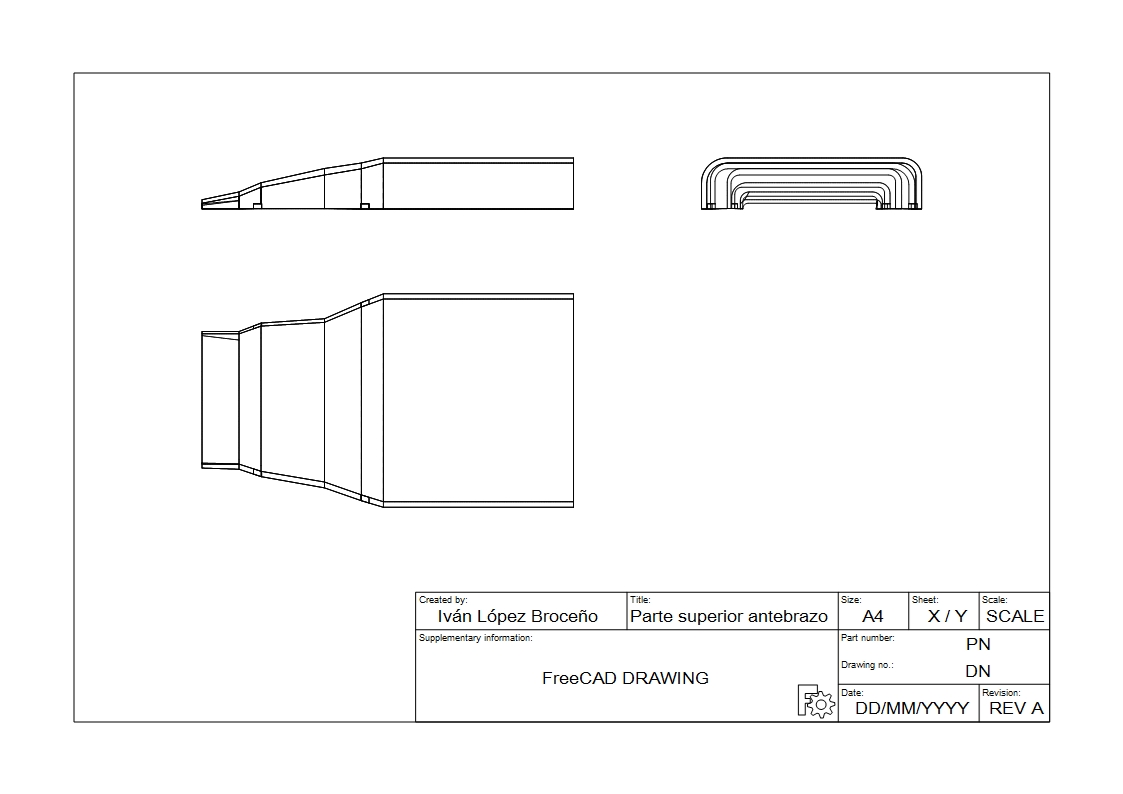 Created by:
Iván López Broceño
Title:
Parte superior antebrazo
Size:
A4
Sheet:
X / Y
Scale:
SCALE
Supplementary information:
FreeCAD DRAWING
Part number:
PN
Drawing no.:
DN
Date:
DD/MM/YYYY
Revision:
REV A